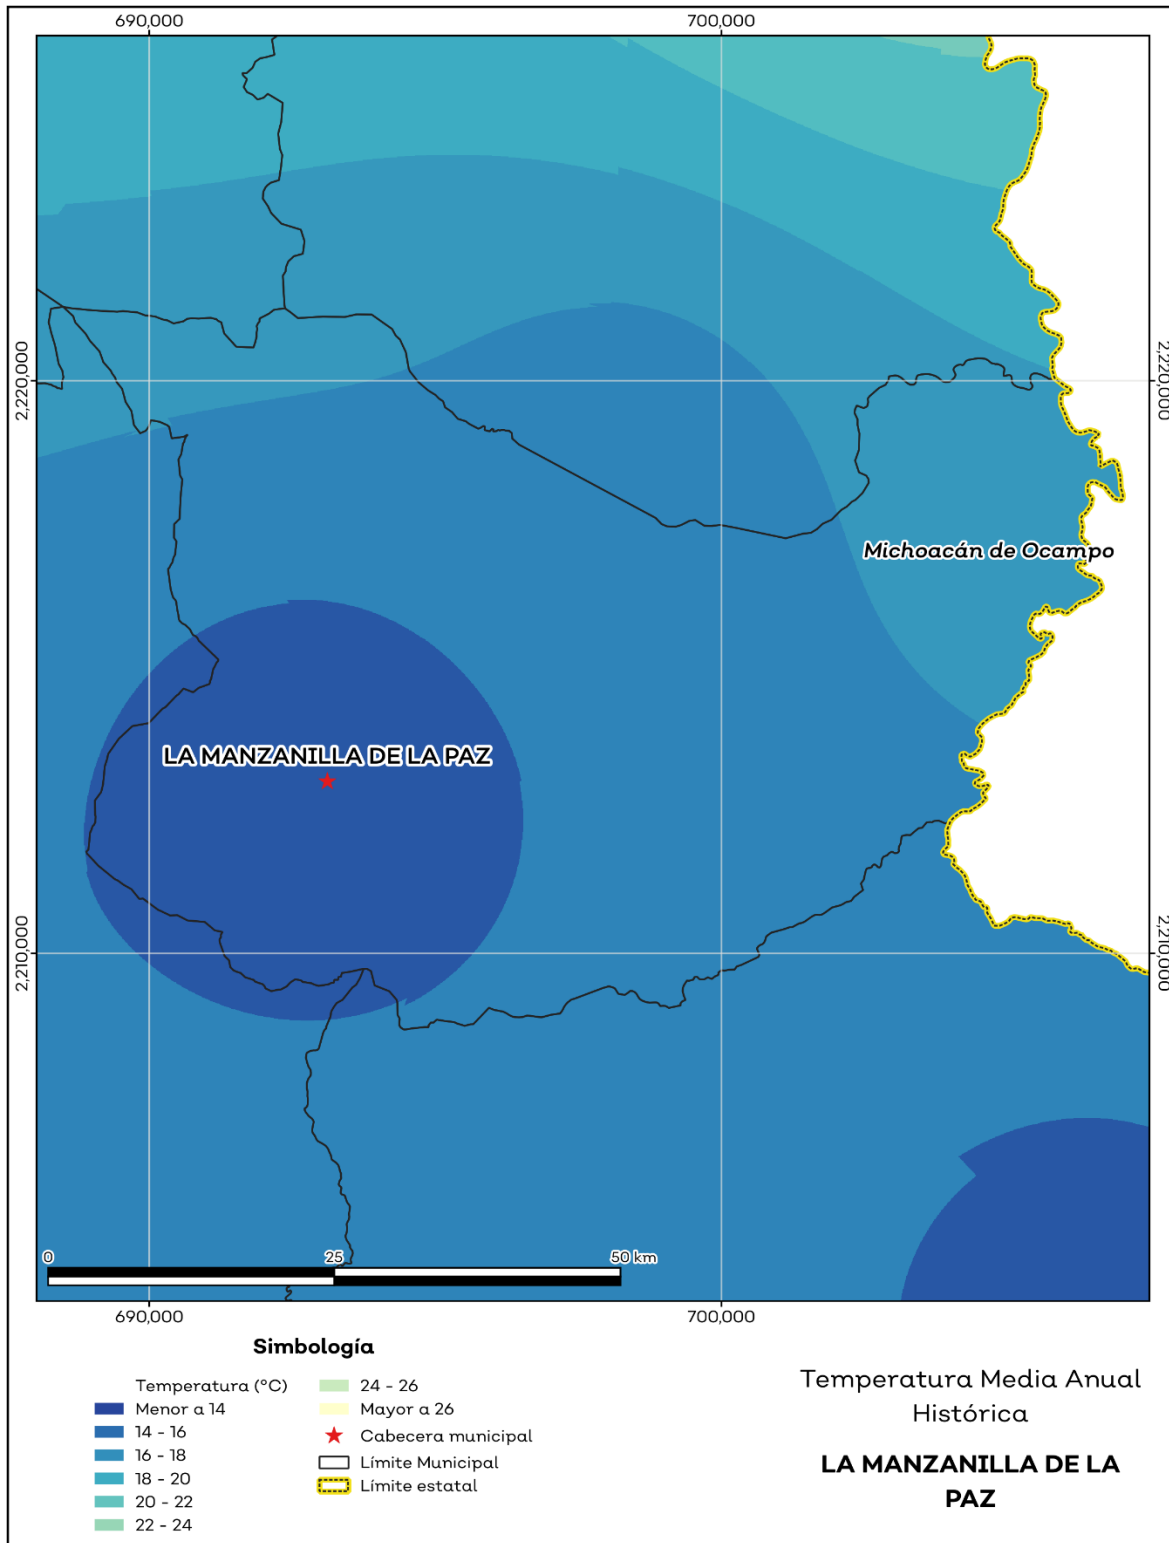 690,000
700,000
2,220,000
2,220,000
Michoacán de Ocampo
LA MANZANILLA DE LA PAZ
2,210,000
2,210,000
0
25
50 km
690,000
700,000
Simbología
Temperatura (°C)
Menor a 14
14 - 16
16 - 18
18 - 20
20 - 22
22 - 24
24 - 26
Mayor a 26
Cabecera municipal
Límite Municipal
Límite estatal
Temperatura Media Anual
Histórica
LA MANZANILLA DE LA
PAZ